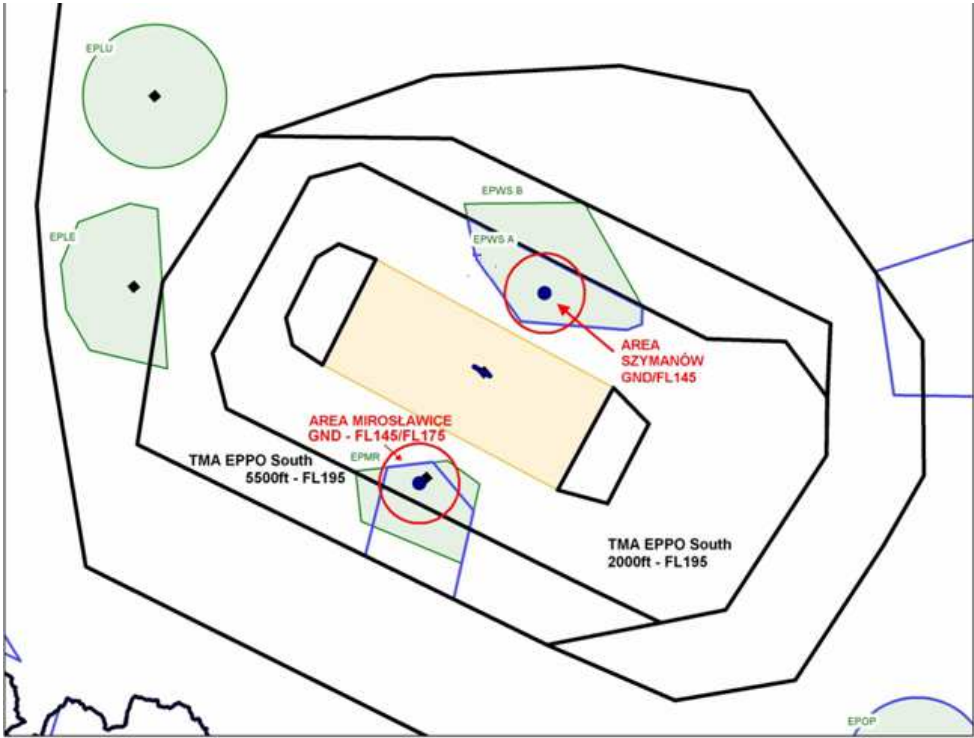 EPLU
EPWS B
EPLE
EPWS A
AREA
SZYMANÓW
GND/FL145
AREA MIROSŁAWICE
GND - FL145/FL175
EPMR
TMA EPPO South
5500ft - FL195
TMA EPPO South
2000ft - FL195
EPOP